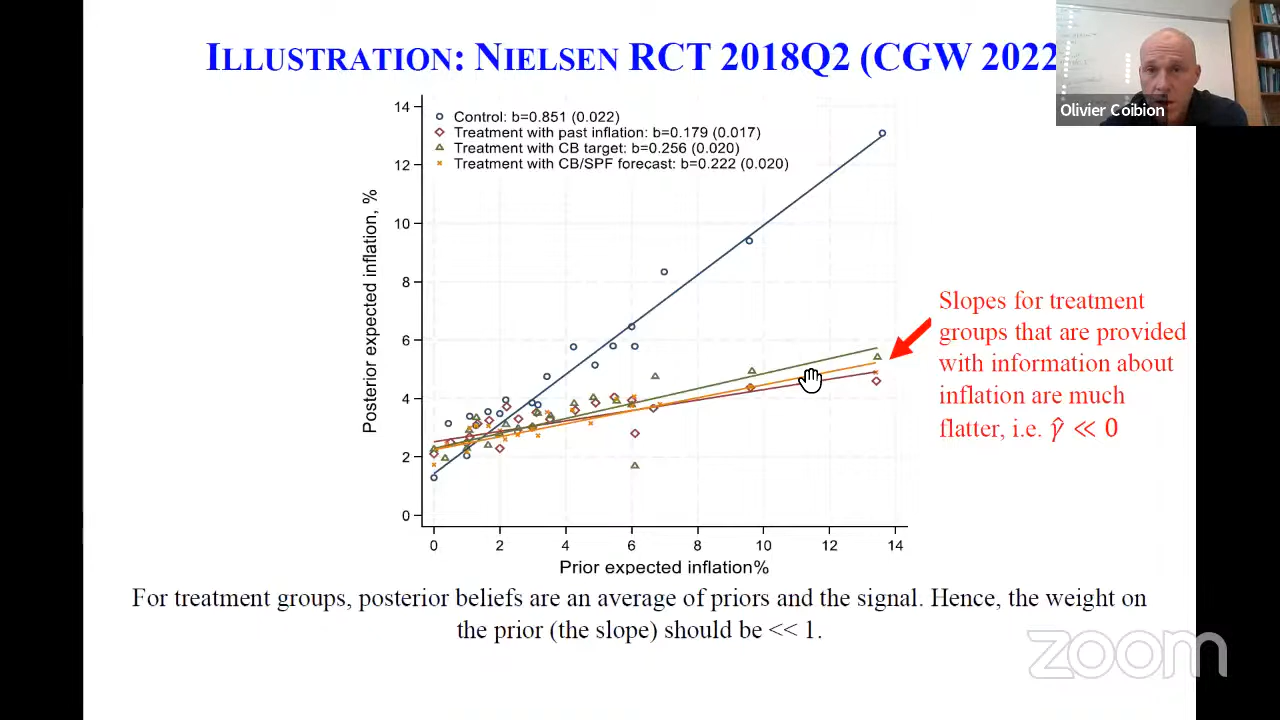 ILLUSTRATION: NIELSEN RCT 2018Q2 (CGW 2022
Olivier Coibion
Control: b=0.851 (0.022)
Treatment with past inflation: b=0.179 (0.017)
Treatment with CB target: b=0.256 (0.020)
Treatment with CB/SPF forecast: b=0.222 (0.020)
Posterior expected inflation, %
14
12
10
8
6
4
2
0
0 2 4 6 8 10 12 14
Prior expected inflation%
Slopes for treatment
groups that are provided
with information about
inflation are much
flatter, i.e. γ̂ ≪ 0
For treatment groups, posterior beliefs are an average of priors and the signal. Hence, the weight on
the prior (the slope) should be << 1.
zoom